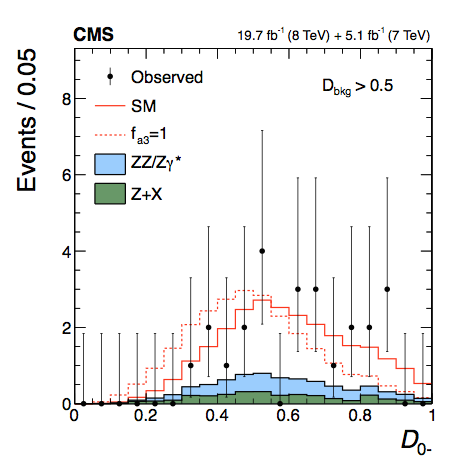 CMS 19.7 fb⁻¹ (8 TeV) + 5.1 fb⁻¹ (7 TeV)
Events / 0.05
Observed
D_bkg > 0.5
SM
f_a3=1
ZZ/Zγ*
Z+X
8
6
4
2
0
0 0.2 0.4 0.6 0.8 1
D_0-